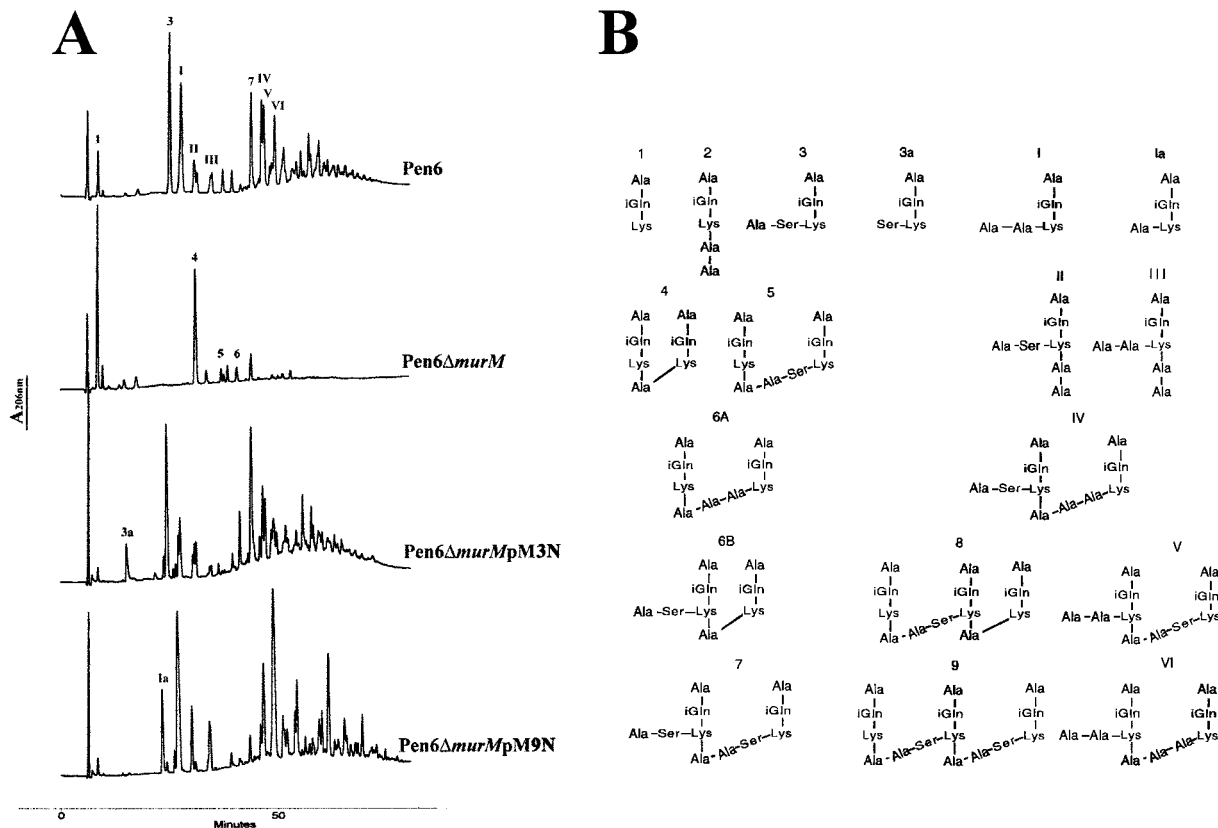 A
3
I
7
IV
V
VI
1
II
III
Pen6
4
5
6
Pen6ΔmurM
A206nm
3a
Pen6ΔmurMpM3N
Ia
Pen6ΔmurMpM9N
0
50
Minutes
B
1
Ala
iGln
Lys
2
Ala
iGln
Lys
Ala
Ala
3
Ala
iGln
Ala-Ser-Lys
3a
Ala
iGln
Ser-Lys
I
Ala
iGln
Ala-Ala-Lys
Ia
Ala
iGln
Ala-Lys
4
Ala Ala
iGln iGln
Lys Lys
Ala
5
Ala Ala
iGln iGln
Lys Ala-Ser-Lys
Ala
II
Ala
iGln
Ala-Ser-Lys
Ala
Ala
III
Ala
iGln
Ala-Ala-Lys
Ala
Ala
6A
Ala Ala
iGln iGln
Lys Ala-Ala-Lys
Ala
IV
Ala Ala
iGln iGln
Ala-Ser-Lys Ala-Ala-Lys
Ala
6B
Ala Ala
iGln iGln
Ala-Ser-Lys Lys
Ala
8
Ala Ala Ala
iGln iGln iGln
Lys Ala-Ser-Lys Lys
Ala Ala
V
Ala Ala
iGln iGln
Ala-Ala-Lys Ala-Ser-Lys
Ala
7
Ala Ala
iGln iGln
Ala-Ser-Lys Ala-Ser-Lys
Ala
9
Ala Ala Ala
iGln iGln iGln
Lys Ala-Ser-Lys Ala-Ser-Lys
Ala Ala
VI
Ala Ala
iGln iGln
Ala-Ala-Lys Ala-Ala-Lys
Ala